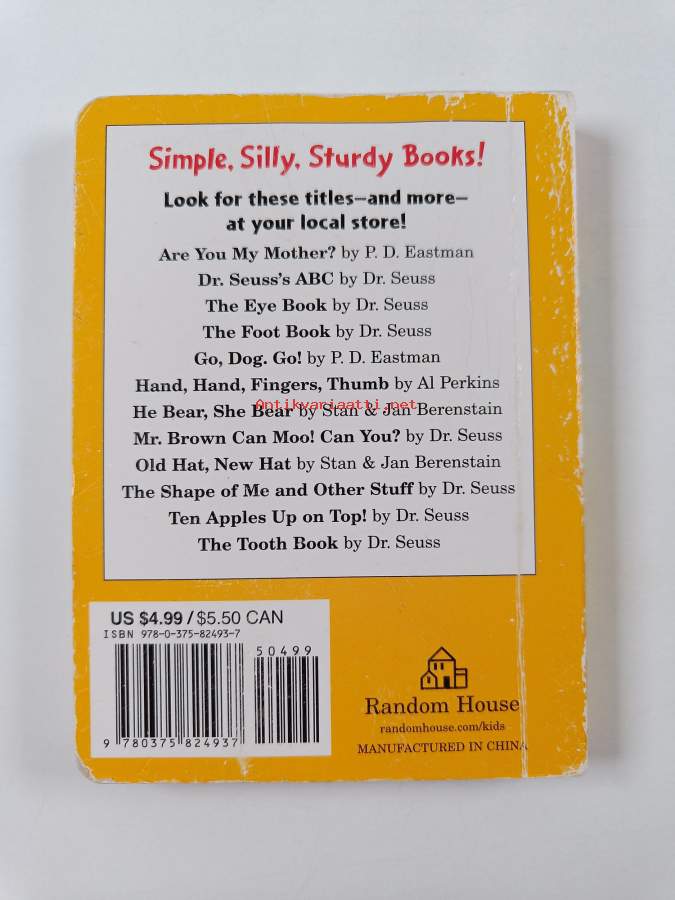 Simple, Silly, Sturdy Books!
Look for these titles—and more—
at your local store!
Are You My Mother? by P. D. Eastman
Dr. Seuss's ABC by Dr. Seuss
The Eye Book by Dr. Seuss
The Foot Book by Dr. Seuss
Go, Dog. Go! by P. D. Eastman
Hand, Hand, Fingers, Thumb by Al Perkins
He Bear, She Bear by Stan & Jan Berenstain
Antikvariaatti.net
Mr. Brown Can Moo! Can You? by Dr. Seuss
Old Hat, New Hat by Stan & Jan Berenstain
The Shape of Me and Other Stuff by Dr. Seuss
Ten Apples Up on Top! by Dr. Seuss
The Tooth Book by Dr. Seuss
US $4.99 / $5.50 CAN
ISBN 978-0-375-82493-7
50499
9 780375 824937
Random House
randomhouse.com/kids
MANUFACTURED IN CHINA